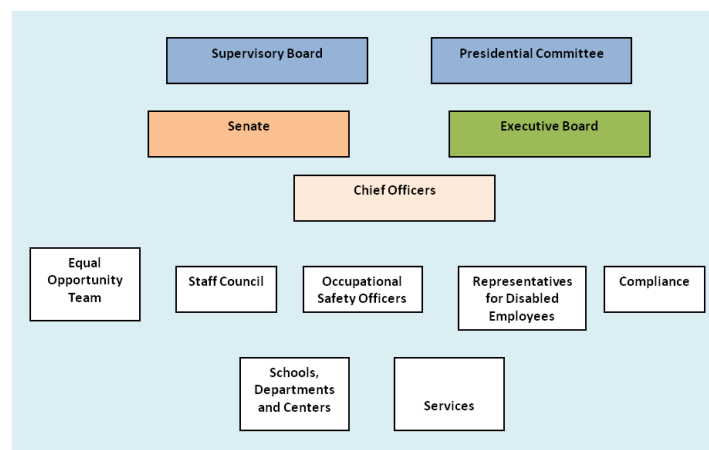 Supervisory Board
Presidential Committee
Senate
Executive Board
Chief Officers
Equal
Opportunity
Team
Staff Council
Occupational
Safety Officers
Representatives
for Disabled
Employees
Compliance
Schools,
Departments
and Centers
Services